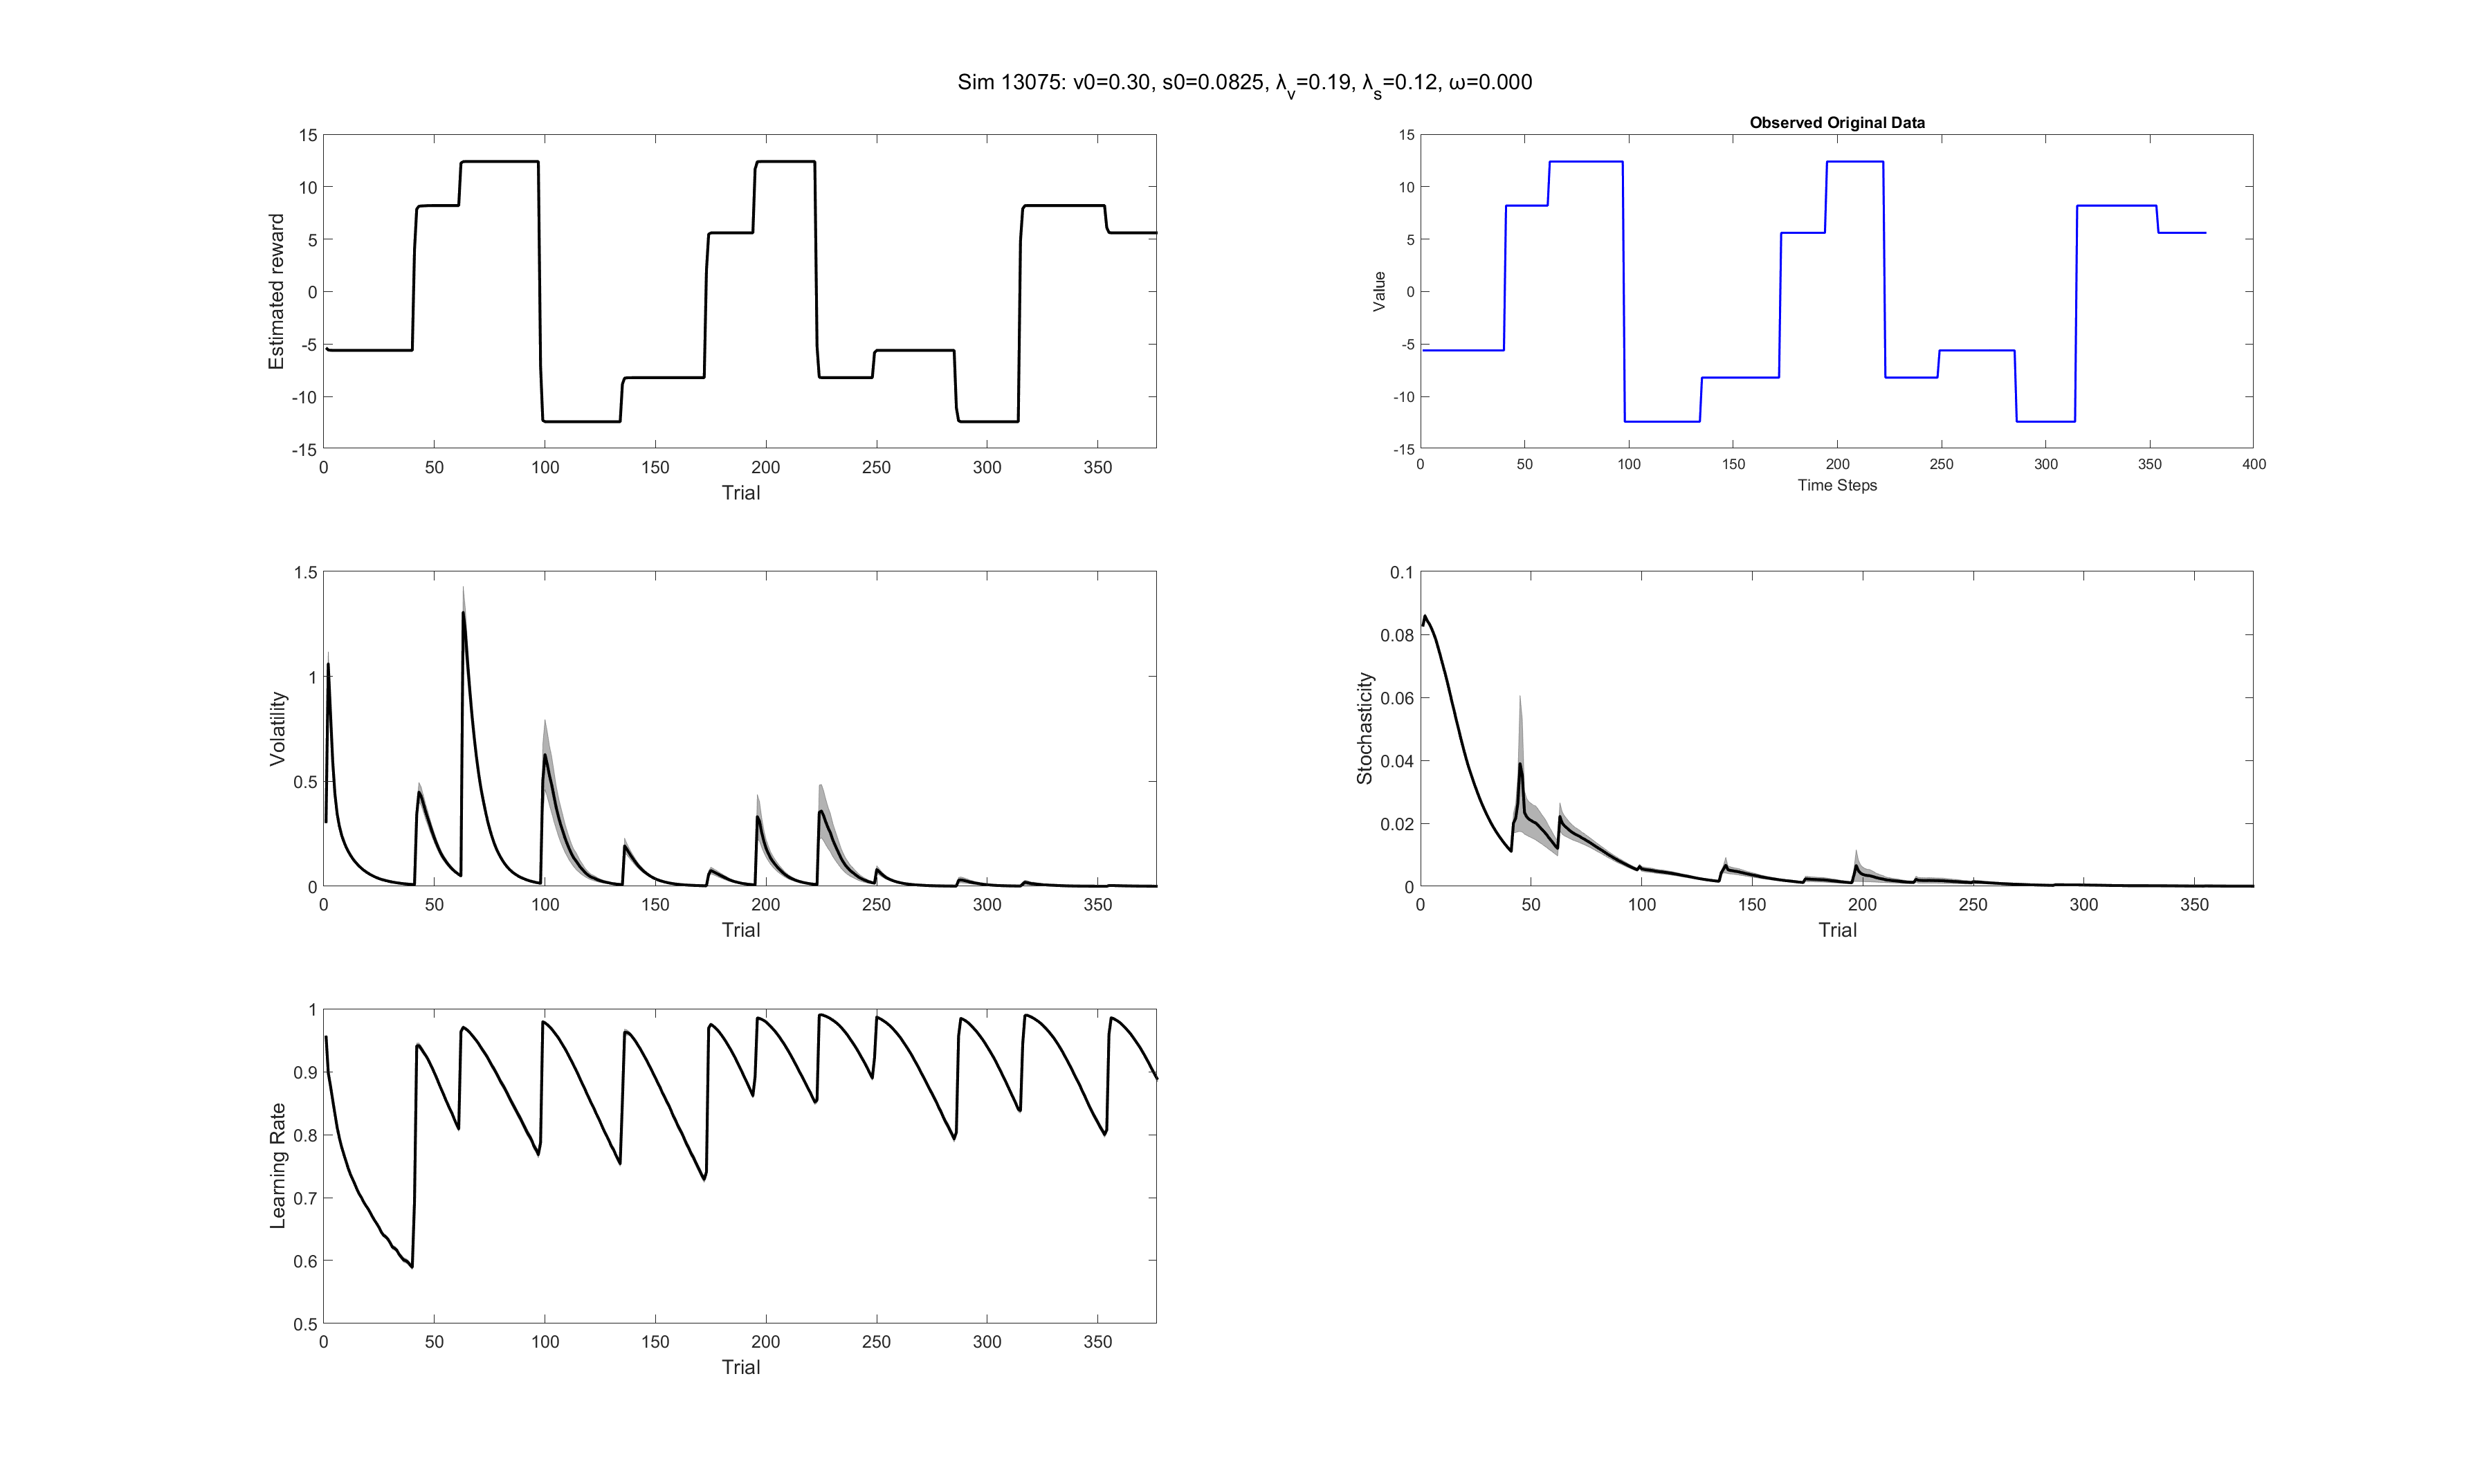 Sim 13075: v0=0.30, s0=0.0825, λv=0.19, λs=0.12, ω=0.000
15
10
5
0
-5
-10
-15
Estimated reward
0 50 100 150 200 250 300 350
Trial
Observed Original Data
15
10
5
0
-5
-10
-15
Value
0 50 100 150 200 250 300 350 400
Time Steps
1.5
1
0.5
0
Volatility
0 50 100 150 200 250 300 350
Trial
0.1
0.08
0.06
0.04
0.02
0
Stochasticity
0 50 100 150 200 250 300 350
Trial
1
0.9
0.8
0.7
0.6
0.5
Learning Rate
0 50 100 150 200 250 300 350
Trial